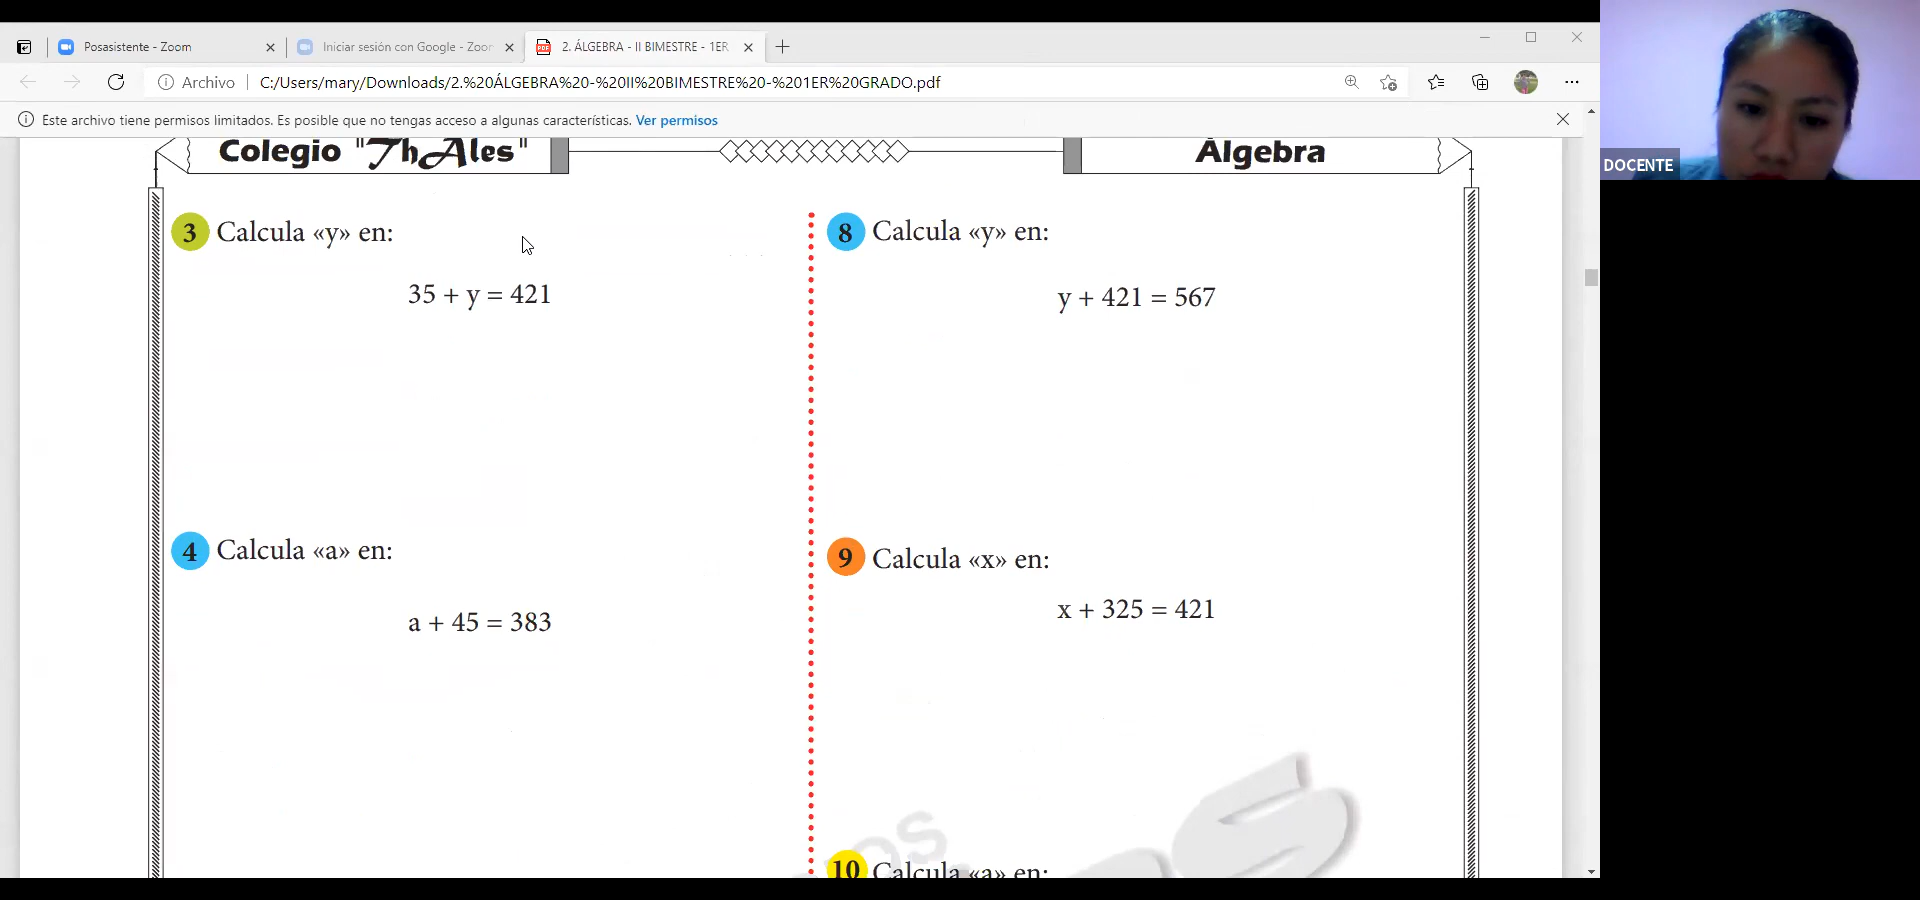 Posasistente - Zoom
Iniciar sesión con Google - Zoor
2. ÁLGEBRA - II BIMESTRE - 1ER
Archivo
C:/Users/mary/Downloads/2.%20ÁLGEBRA%20-%20II%20BIMESTRE%20-%201ER%20GRADO.pdf
Este archivo tiene permisos limitados. Es posible que no tengas acceso a algunas características. Ver permisos
DOCENTE
Colegio "ThAles"
Álgebra
3 Calcula «y» en:
35 + y = 421
4 Calcula «a» en:
a + 45 = 383
8 Calcula «y» en:
y + 421 = 567
9 Calcula «x» en:
x + 325 = 421
10 Calcula «a» en: